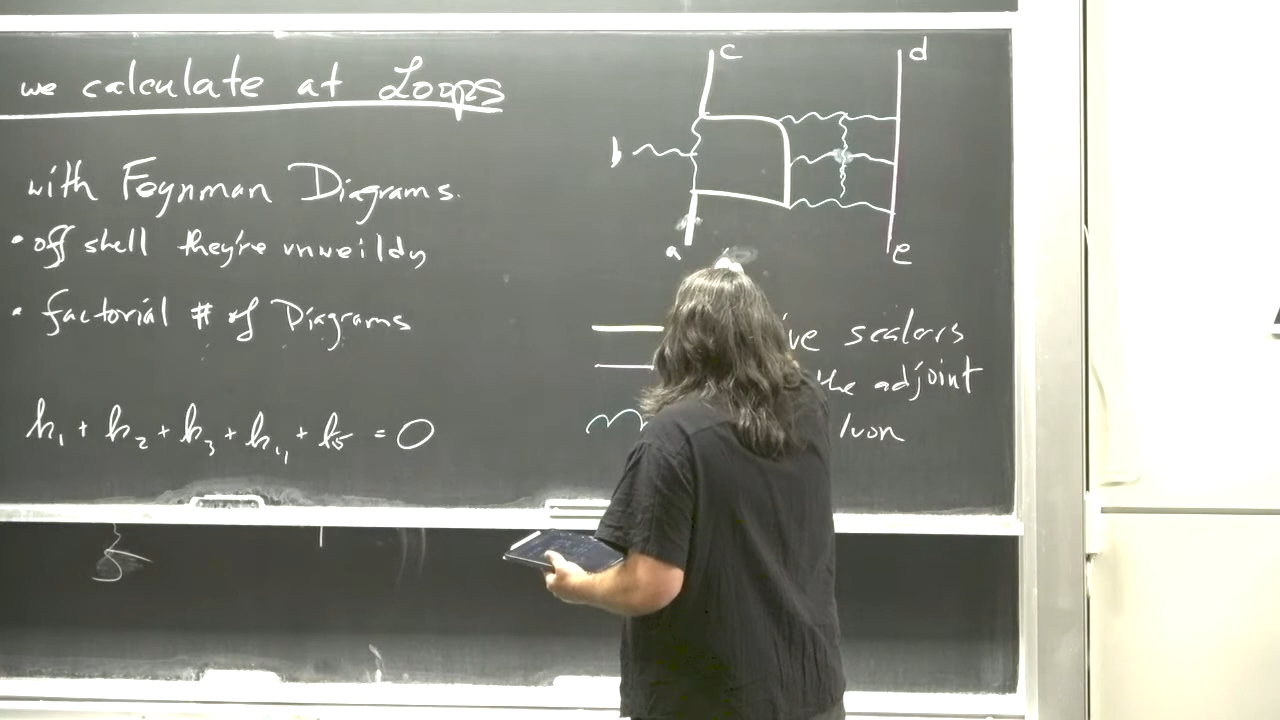 we calculate at Loops
with Feynman Diagrams.
• off shell they're unweildy
• factorial # of Diagrams
k₁ + k₂ + k₃ + k₄ + k₅ = 0
c
d
b
a
e
ive scalars
the adjoint
luon